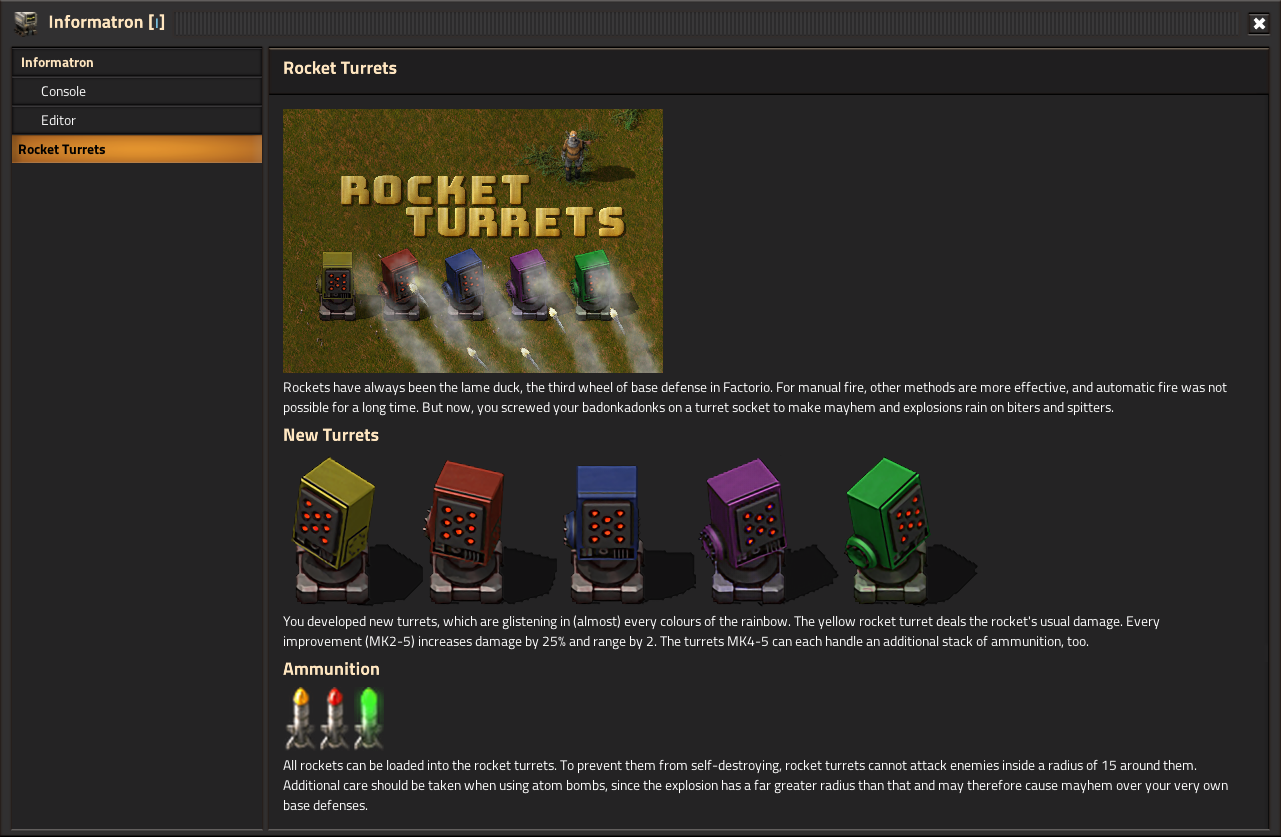 Informatron [I]
Informatron
Console
Editor
Rocket Turrets
Rocket Turrets
ROCKET
TURRETS
Rockets have always been the lame duck, the third wheel of base defense in Factorio. For manual fire, other methods are more effective, and automatic fire was not
possible for a long time. But now, you screwed your badonkadonks on a turret socket to make mayhem and explosions rain on biters and spitters.
New Turrets
You developed new turrets, which are glistening in (almost) every colours of the rainbow. The yellow rocket turret deals the rocket's usual damage. Every
improvement (MK2-5) increases damage by 25% and range by 2. The turrets MK4-5 can each handle an additional stack of ammunition, too.
Ammunition
All rockets can be loaded into the rocket turrets. To prevent them from self-destroying, rocket turrets cannot attack enemies inside a radius of 15 around them.
Additional care should be taken when using atom bombs, since the explosion has a far greater radius than that and may therefore cause mayhem over your very own
base defenses.